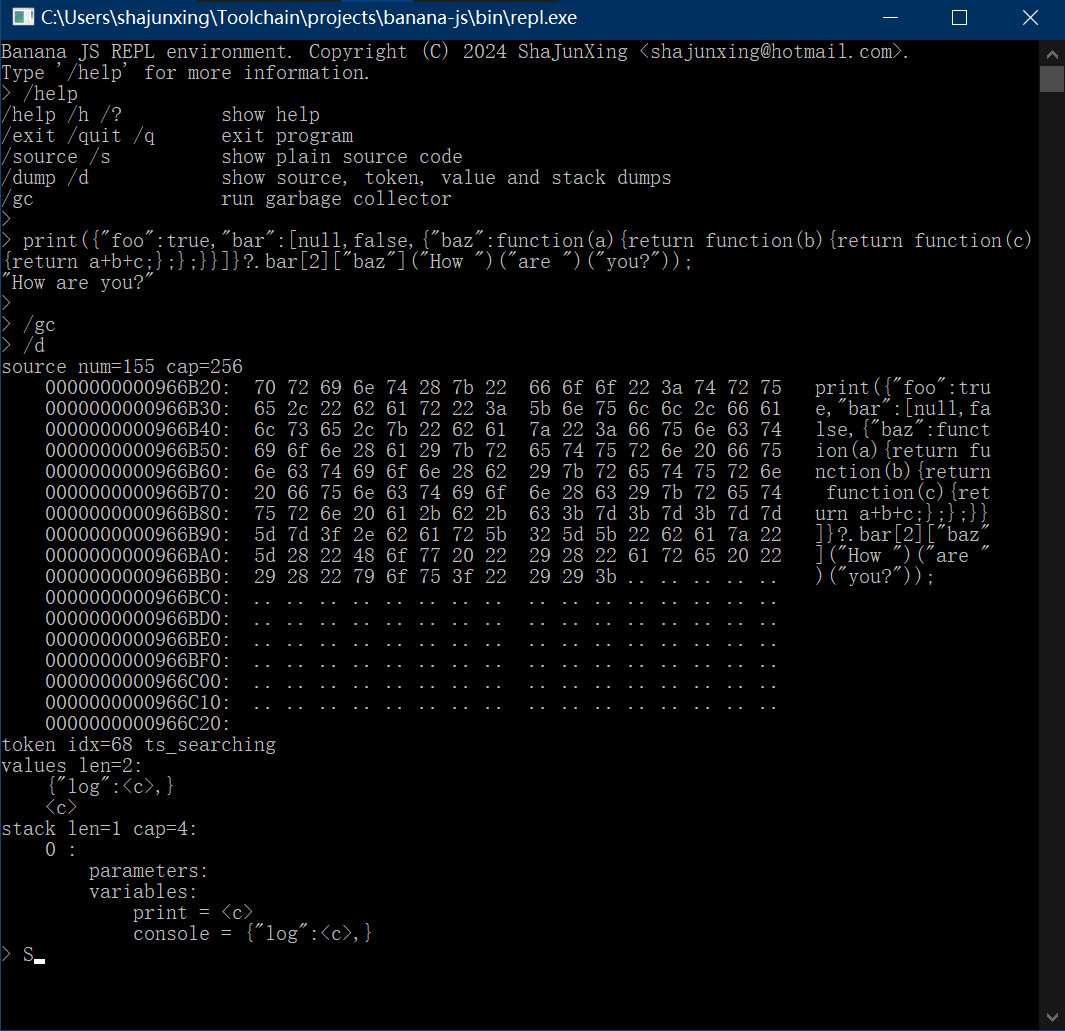 C:\Users\shajunxing\Toolchain\projects\banana-js\bin\repl.exe
Banana JS REPL environment. Copyright (C) 2024 ShaJunXing <shajunxing@hotmail.com>.
Type '/help' for more information.
> /help
/help /h /?         show help
/exit /quit /q      exit program
/source /s          show plain source code
/dump /d            show source, token, value and stack dumps
/gc                 run garbage collector
>
> print({"foo":true,"bar":[null,false,{"baz":function(a){return function(b){return function(c)
{return a+b+c;};};}}]}?.bar[2]["baz"]("How ")("are ")("you?"));
"How are you?"
>
> /gc
> /d
source num=155 cap=256
    0000000000966B20:  70 72 69 6e 74 28 7b 22  66 6f 6f 22 3a 74 72 75   print({"foo":tru
    0000000000966B30:  65 2c 22 62 61 72 22 3a  5b 6e 75 6c 6c 2c 66 61   e,"bar":[null,fa
    0000000000966B40:  6c 73 65 2c 7b 22 62 61  7a 22 3a 66 75 6e 63 74   lse,{"baz":funct
    0000000000966B50:  69 6f 6e 28 61 29 7b 72  65 74 75 72 6e 20 66 75   ion(a){return fu
    0000000000966B60:  6e 63 74 69 6f 6e 28 62  29 7b 72 65 74 75 72 6e   nction(b){return
    0000000000966B70:  20 66 75 6e 63 74 69 6f  6e 28 63 29 7b 72 65 74    function(c){ret
    0000000000966B80:  75 72 6e 20 61 2b 62 2b  63 3b 7d 3b 7d 3b 7d 7d   urn a+b+c;};};}}
    0000000000966B90:  5d 7d 3f 2e 62 61 72 5b  32 5d 5b 22 62 61 7a 22   ]}?.bar[2]["baz"
    0000000000966BA0:  5d 28 22 48 6f 77 20 22  29 28 22 61 72 65 20 22   ]("How ")("are "
    0000000000966BB0:  29 28 22 79 6f 75 3f 22  29 29 3b .. .. .. .. ..   )("you?"));
    0000000000966BC0:  .. .. .. .. .. .. .. ..  .. .. .. .. .. .. .. ..
    0000000000966BD0:  .. .. .. .. .. .. .. ..  .. .. .. .. .. .. .. ..
    0000000000966BE0:  .. .. .. .. .. .. .. ..  .. .. .. .. .. .. .. ..
    0000000000966BF0:  .. .. .. .. .. .. .. ..  .. .. .. .. .. .. .. ..
    0000000000966C00:  .. .. .. .. .. .. .. ..  .. .. .. .. .. .. .. ..
    0000000000966C10:  .. .. .. .. .. .. .. ..  .. .. .. .. .. .. .. ..
    0000000000966C20:
token idx=68 ts_searching
values len=2:
    {"log":<c>,}
    <c>
stack len=1 cap=4:
    0 :
        parameters:
        variables:
            print = <c>
            console = {"log":<c>,}
> S